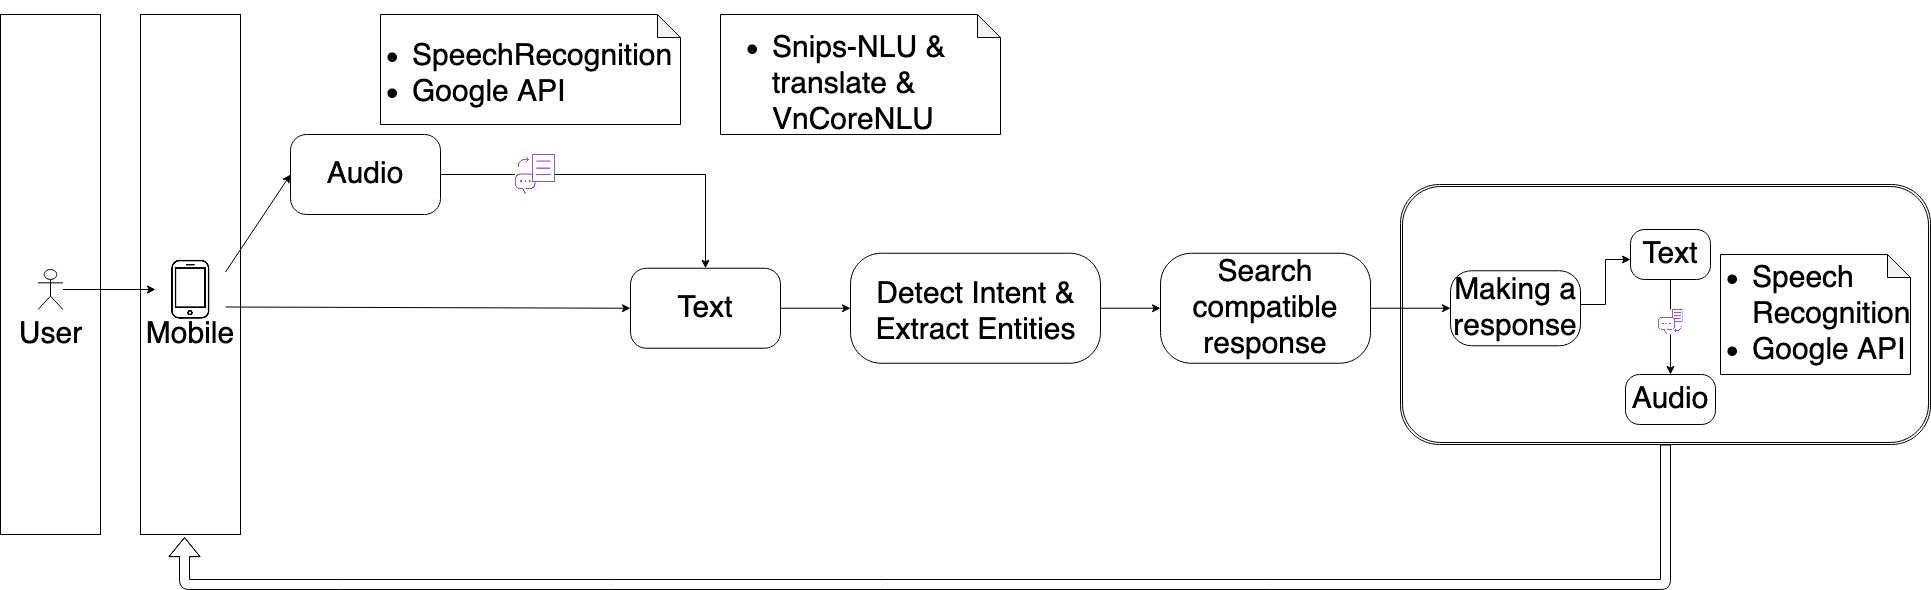 • SpeechRecognition
• Google API
• Snips-NLU &
translate &
VnCoreNLU
Audio
User
Mobile
Text
Detect Intent &
Extract Entities
Search
compatible
response
Making a
response
Text
Audio
• Speech
Recognition
• Google API